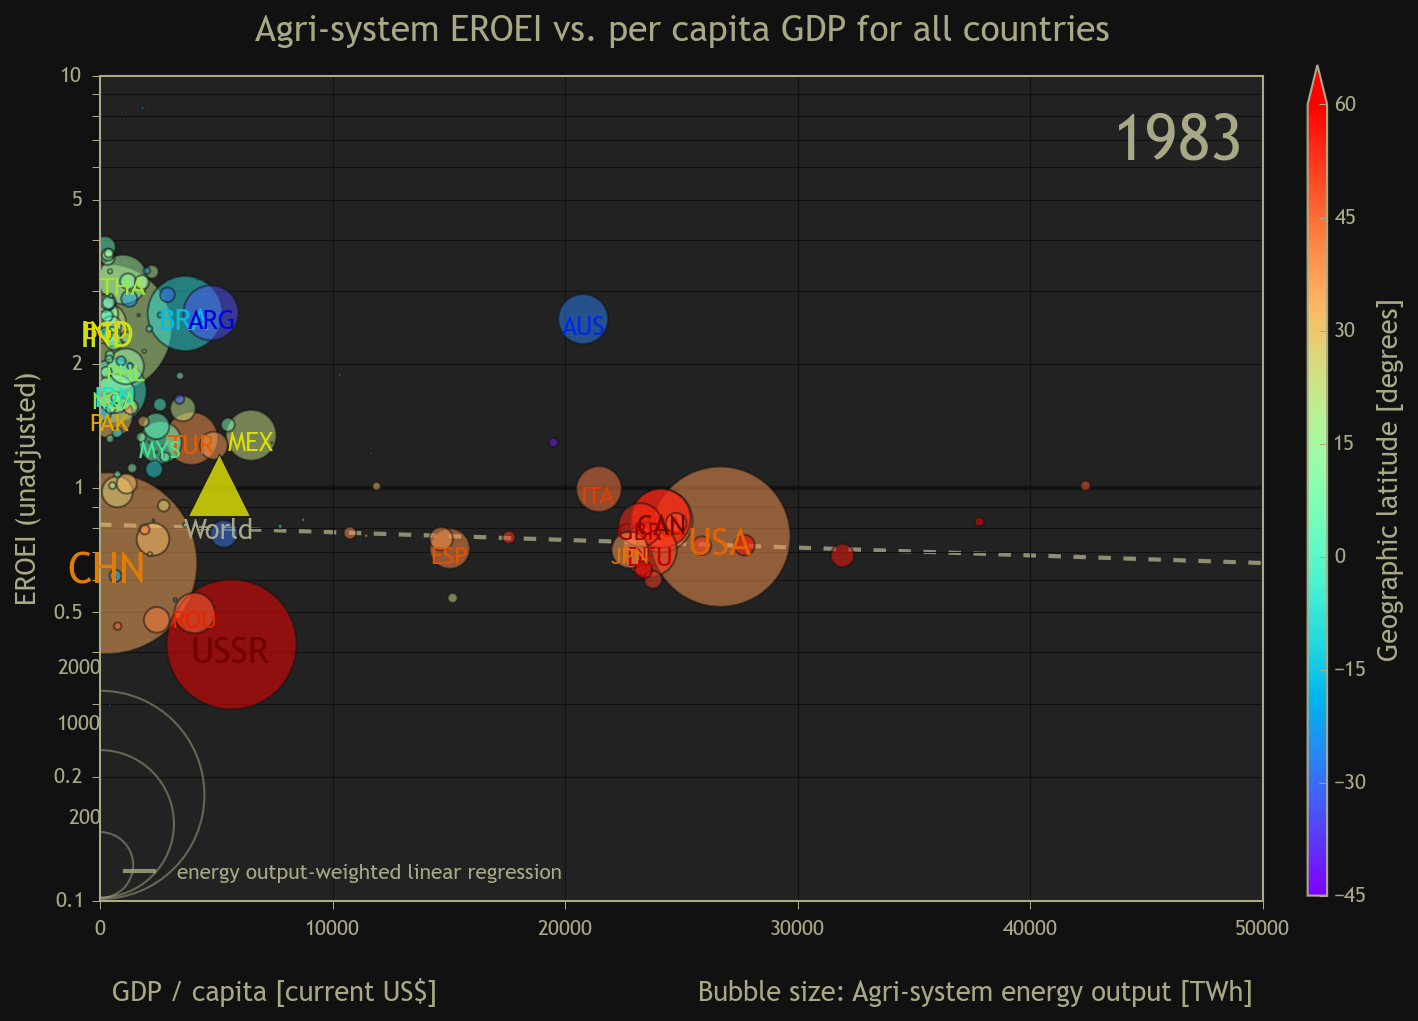 Agri-system EROEI vs. per capita GDP for all countries
1983
10
5
2
1
0.5
0.2
0.1
EROEI (unadjusted)
THA
BRA
ARG
AUS
IND
PHL
PAK
MYS
TUR
MEX
World
CHN
ITA
GBR
CAN
USA
JPN
DEU
ESP
ROU
USSR
2000
1000
200
energy output-weighted linear regression
0
10000
20000
30000
40000
50000
GDP / capita [current US$]
Bubble size: Agri-system energy output [TWh]
60
45
30
15
0
−15
−30
−45
Geographic latitude [degrees]